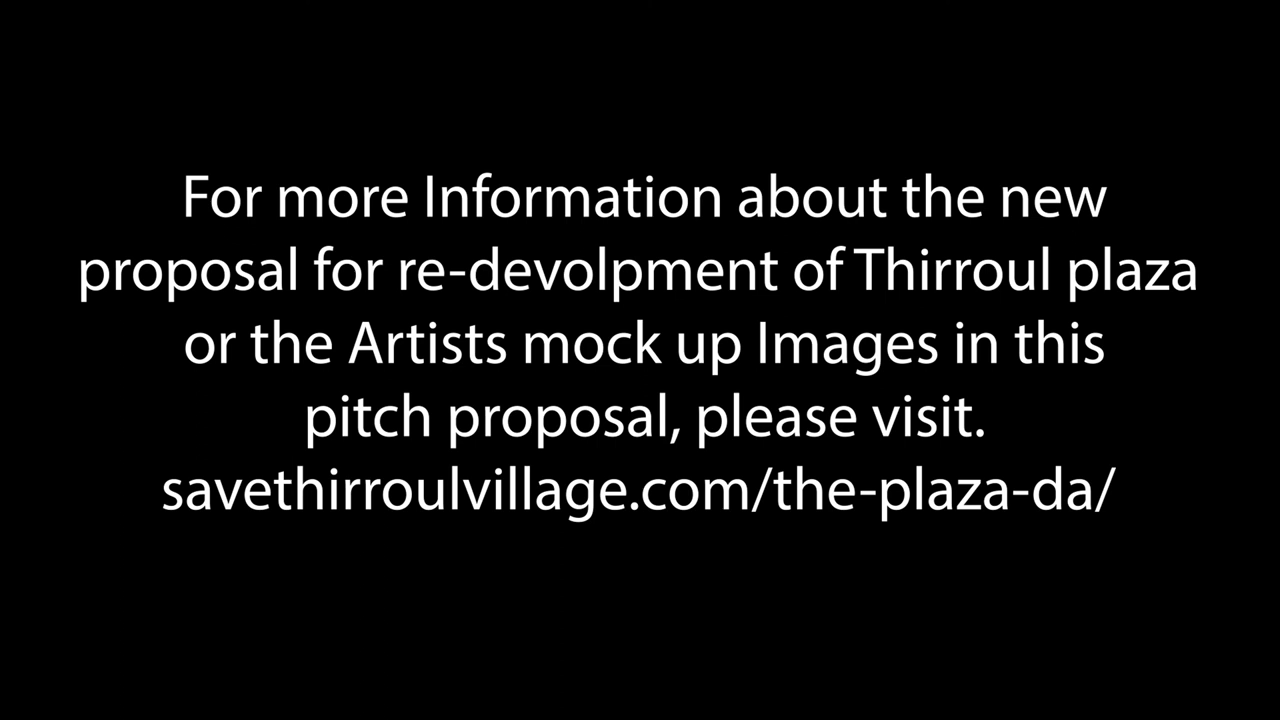 For more Information about the new
proposal for re-devolpment of Thirroul plaza
or the Artists mock up Images in this
pitch proposal, please visit.
savethirroulvillage.com/the-plaza-da/